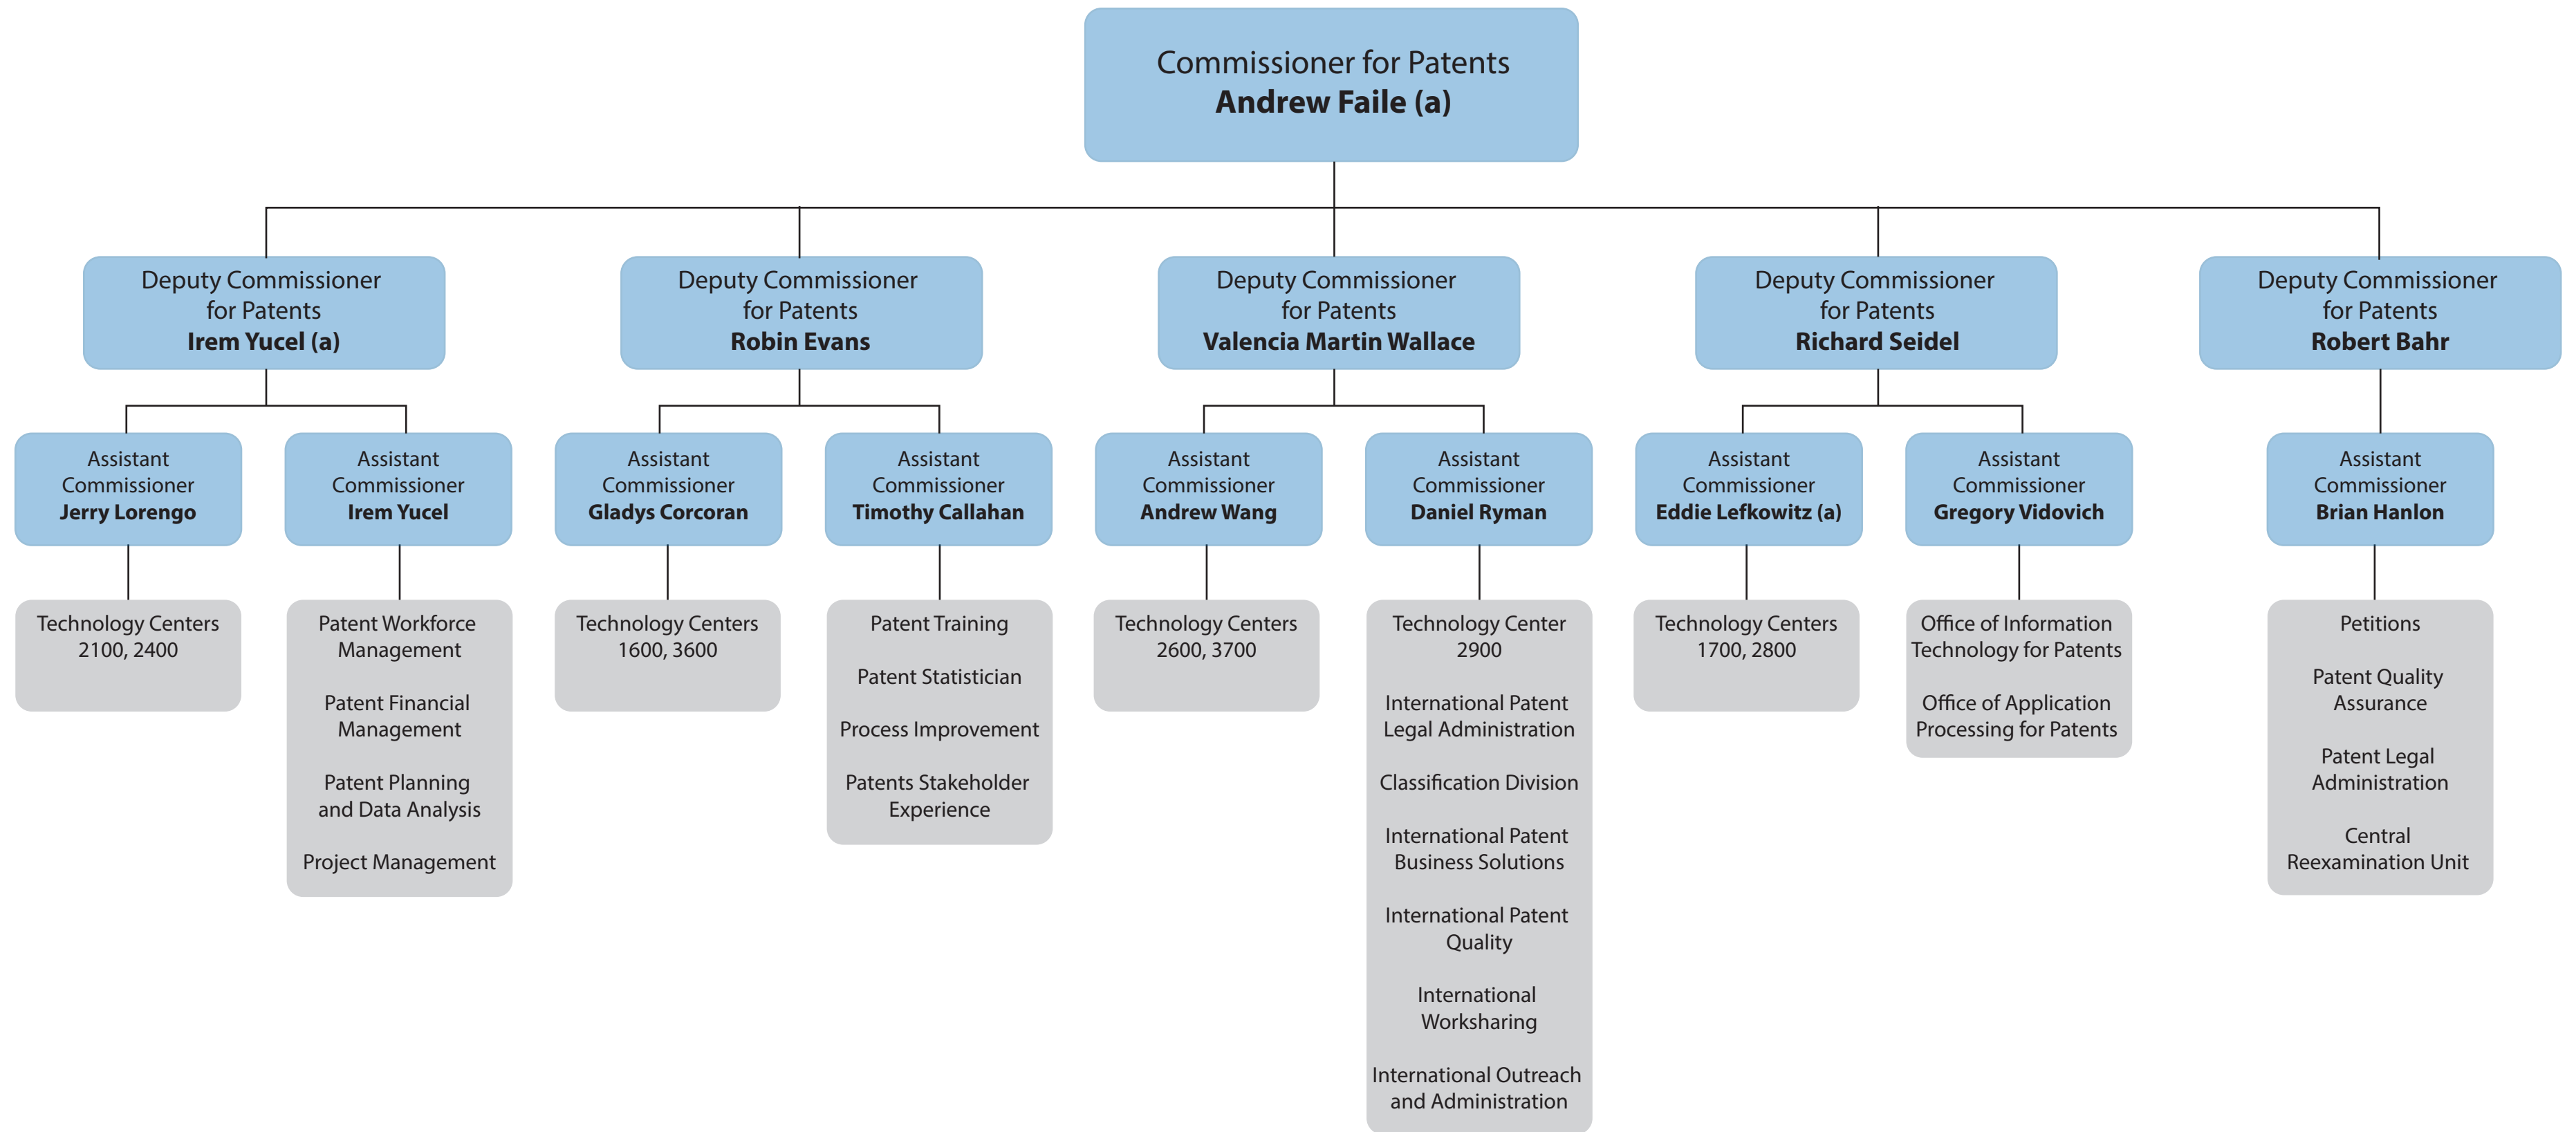 Commissioner for Patents
Andrew Faile (a)
Deputy Commissioner
for Patents
Irem Yucel (a)
Deputy Commissioner
for Patents
Robin Evans
Deputy Commissioner
for Patents
Valencia Martin Wallace
Deputy Commissioner
for Patents
Richard Seidel
Deputy Commissioner
for Patents
Robert Bahr
Assistant
Commissioner
Jerry Lorengo
Assistant
Commissioner
Irem Yucel
Assistant
Commissioner
Gladys Corcoran
Assistant
Commissioner
Timothy Callahan
Assistant
Commissioner
Andrew Wang
Assistant
Commissioner
Daniel Ryman
Assistant
Commissioner
Eddie Lefkowitz (a)
Assistant
Commissioner
Gregory Vidovich
Assistant
Commissioner
Brian Hanlon
Technology Centers
2100, 2400
Patent Workforce
Management
Patent Financial
Management
Patent Planning
and Data Analysis
Project Management
Technology Centers
1600, 3600
Patent Training
Patent Statistician
Process Improvement
Patents Stakeholder
Experience
Technology Centers
2600, 3700
Technology Center
2900
International Patent
Legal Administration
Classification Division
International Patent
Business Solutions
International Patent
Quality
International
Worksharing
International Outreach
and Administration
Technology Centers
1700, 2800
Office of Information
Technology for Patents
Office of Application
Processing for Patents
Petitions
Patent Quality
Assurance
Patent Legal
Administration
Central
Reexamination Unit